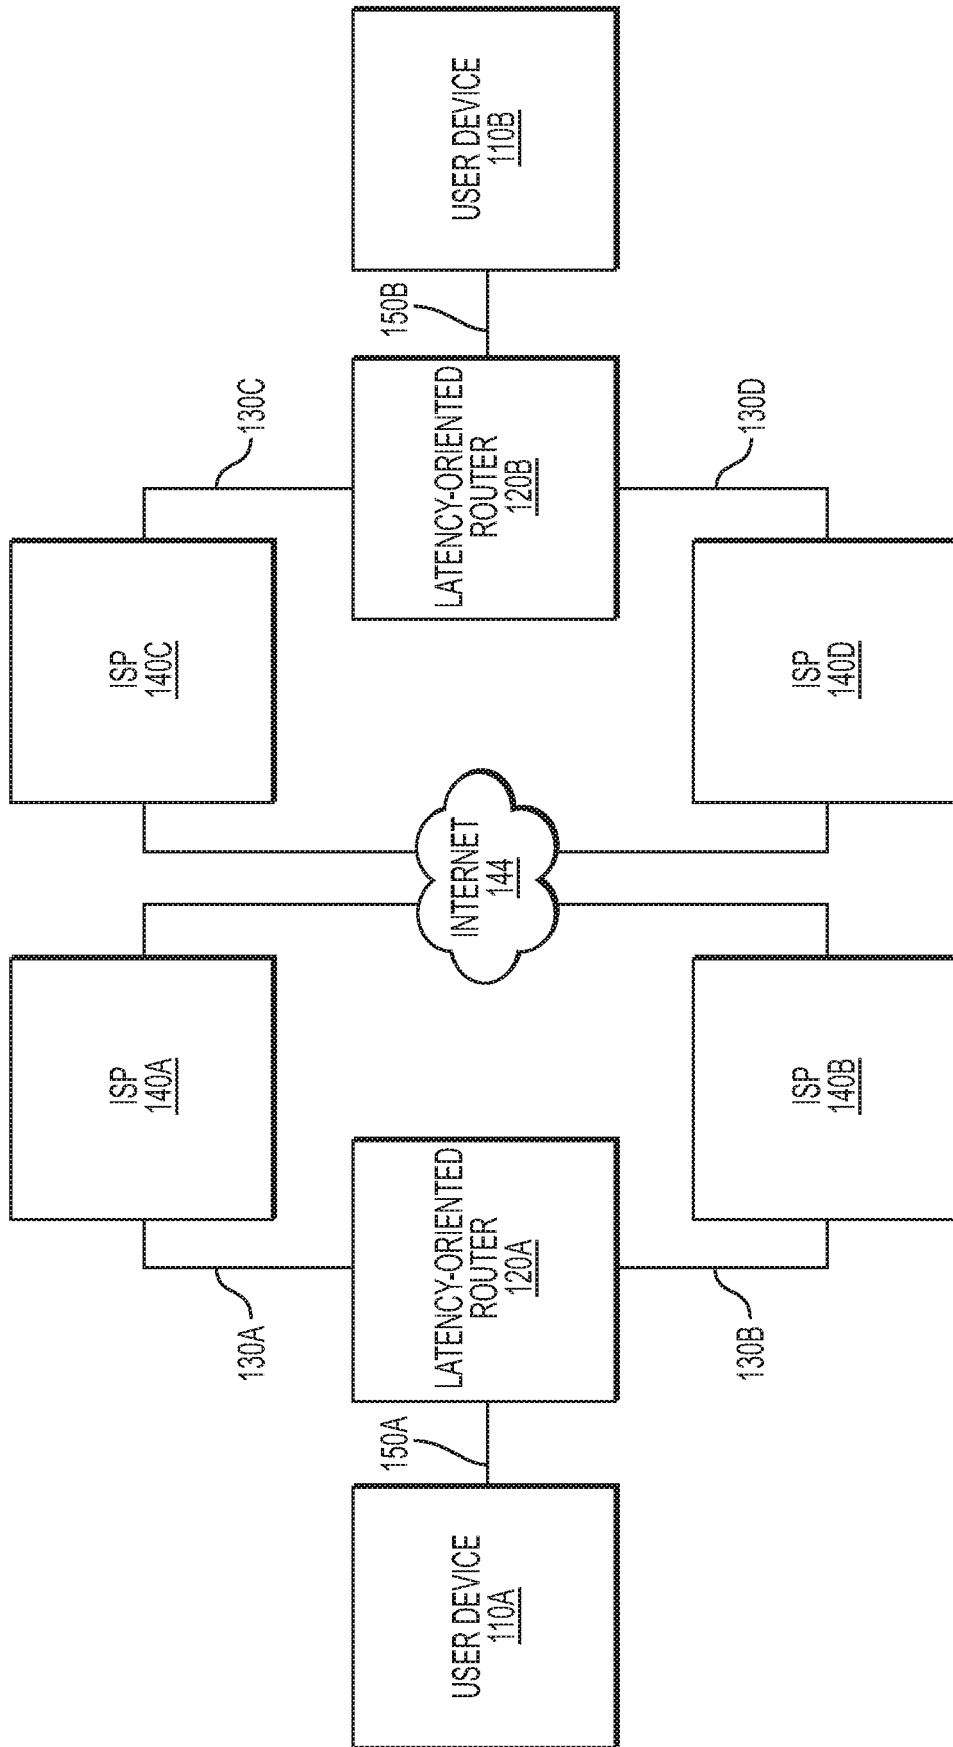 ISP
140A
ISP
140C
130A
130C
USER DEVICE
110A
150A
LATENCY-ORIENTED
ROUTER
120A
INTERNET
144
LATENCY-ORIENTED
ROUTER
120B
150B
USER DEVICE
110B
130B
130D
ISP
140B
ISP
140D